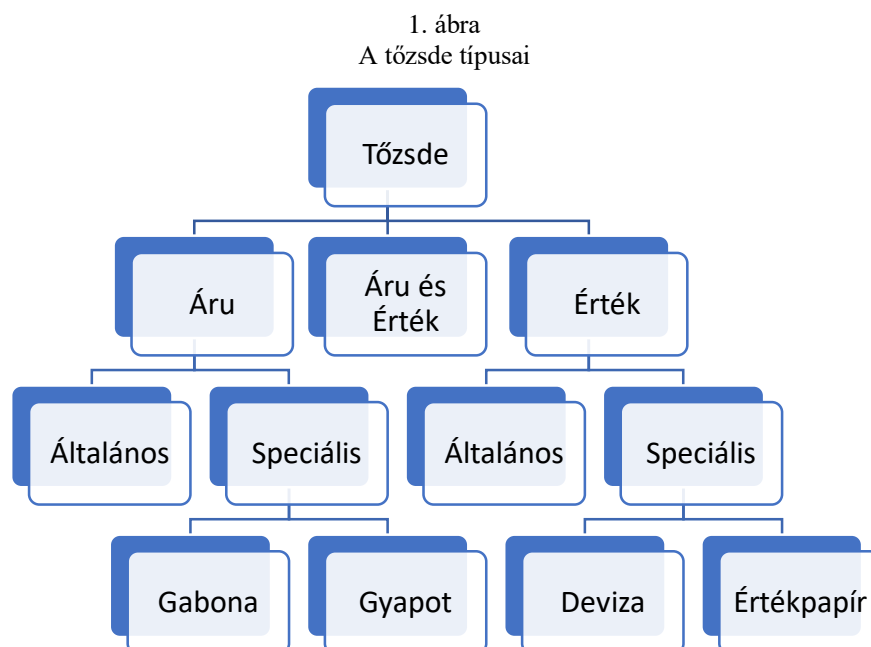 1. ábra
A tőzsde típusai
Tőzsde
Áru
Áru és
Érték
Érték
Általános
Speciális
Általános
Speciális
Gabona
Gyapot
Deviza
Értékpapír